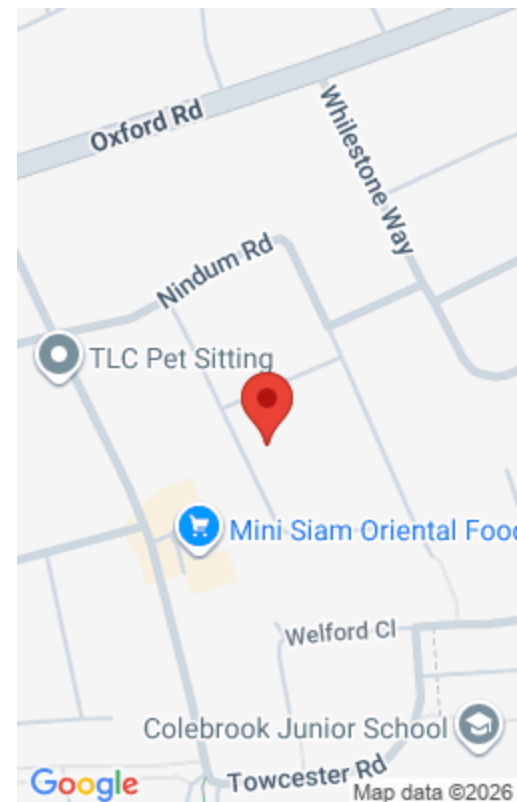 Oxford Rd
Whilestone Way
Nindum Rd
TLC Pet Sitting
Mini Siam Oriental Food
Welford Cl
Colebrook Junior School
Towcester Rd
Google
Map data ©2026